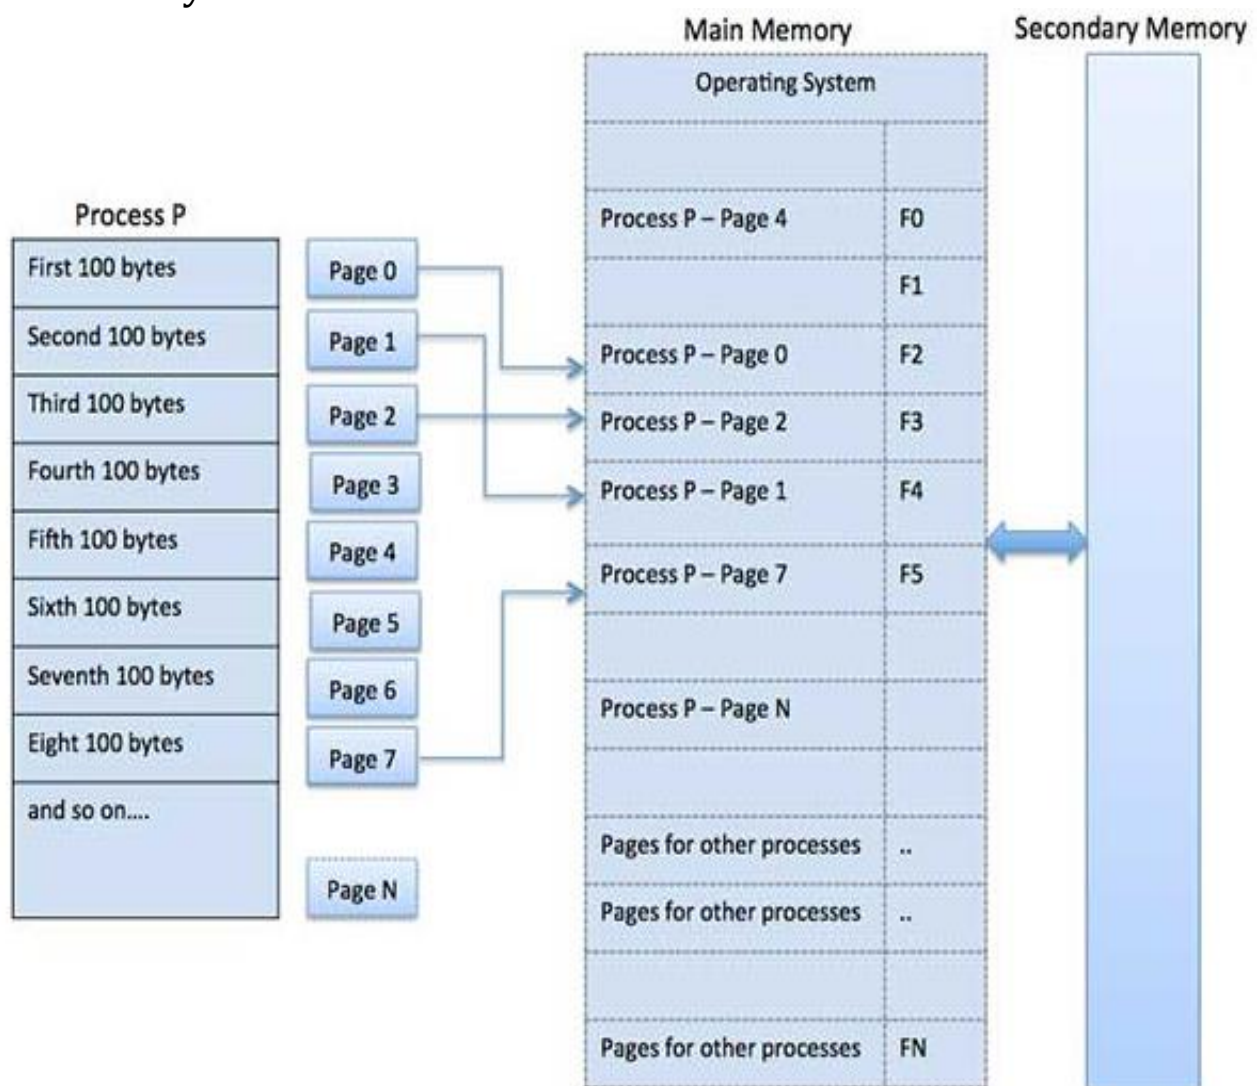 Main Memory
Secondary Memory
Operating System
Process P
First 100 bytes
Second 100 bytes
Third 100 bytes
Fourth 100 bytes
Fifth 100 bytes
Sixth 100 bytes
Seventh 100 bytes
Eight 100 bytes
and so on....
Page 0
Page 1
Page 2
Page 3
Page 4
Page 5
Page 6
Page 7
Page N
Process P – Page 4 F0
F1
Process P – Page 0 F2
Process P – Page 2 F3
Process P – Page 1 F4
Process P – Page 7 F5
Process P – Page N
Pages for other processes ..
Pages for other processes ..
Pages for other processes FN